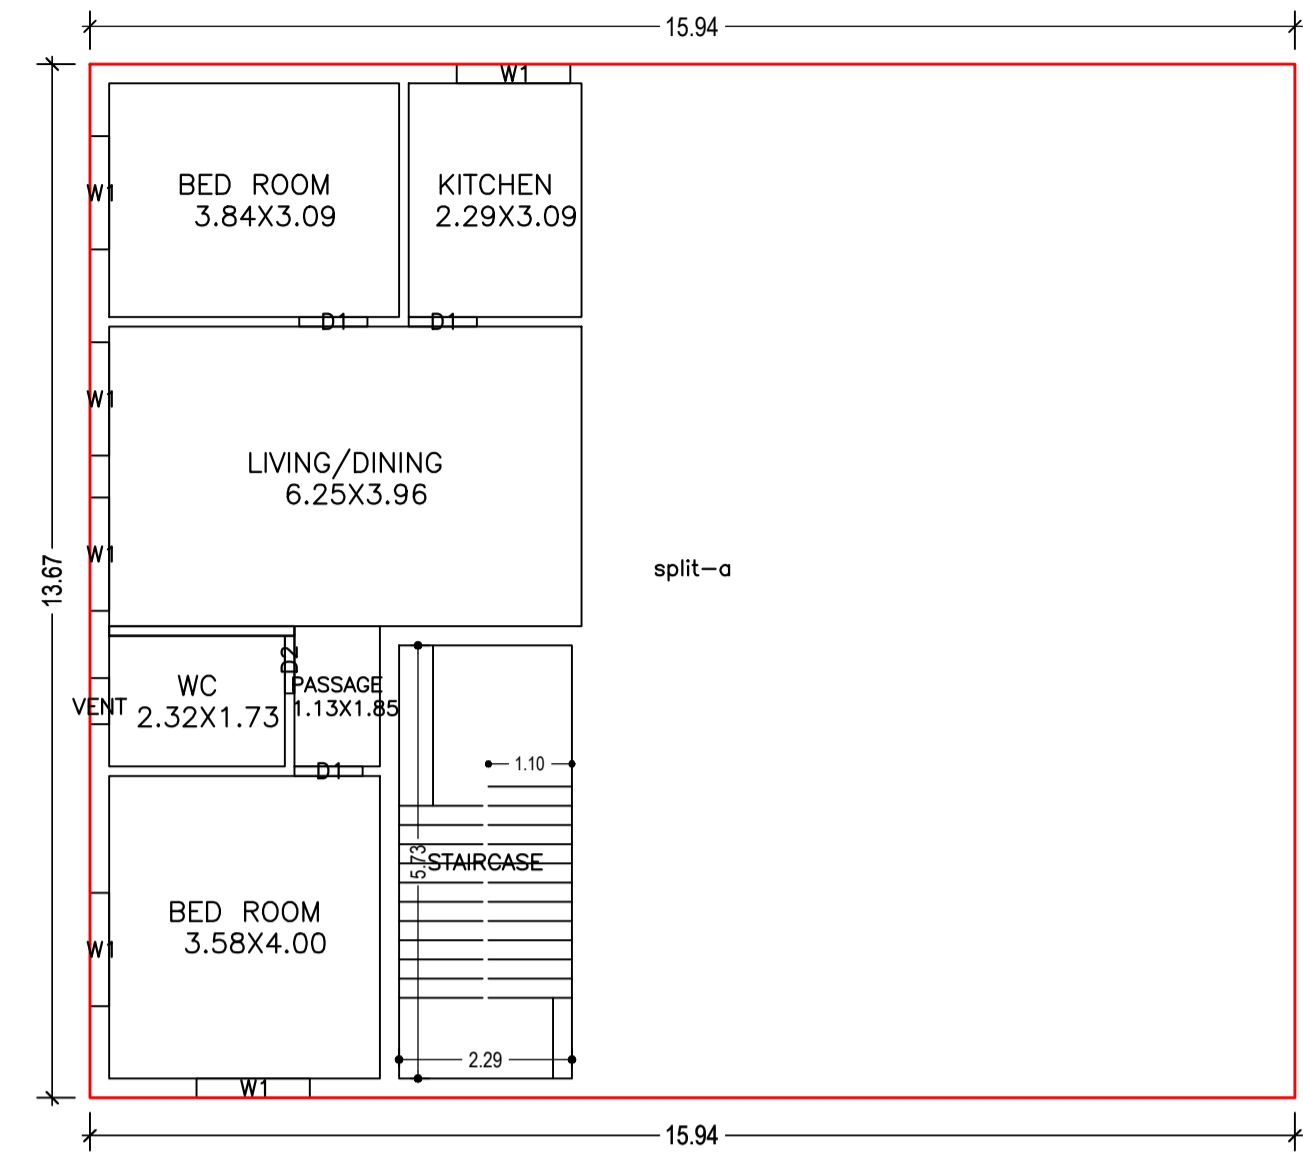 15.94
W1
BED ROOM
3.84X3.09
KITCHEN
2.29X3.09
W1
D1
D1
W1
LIVING/DINING
6.25X3.96
W1
13.67
split-a
D2
WC
2.32X1.73
PASSAGE
1.13X1.85
VENT
D1
1.10
5.73
STAIRCASE
BED ROOM
3.58X4.00
W1
2.29
W1
15.94